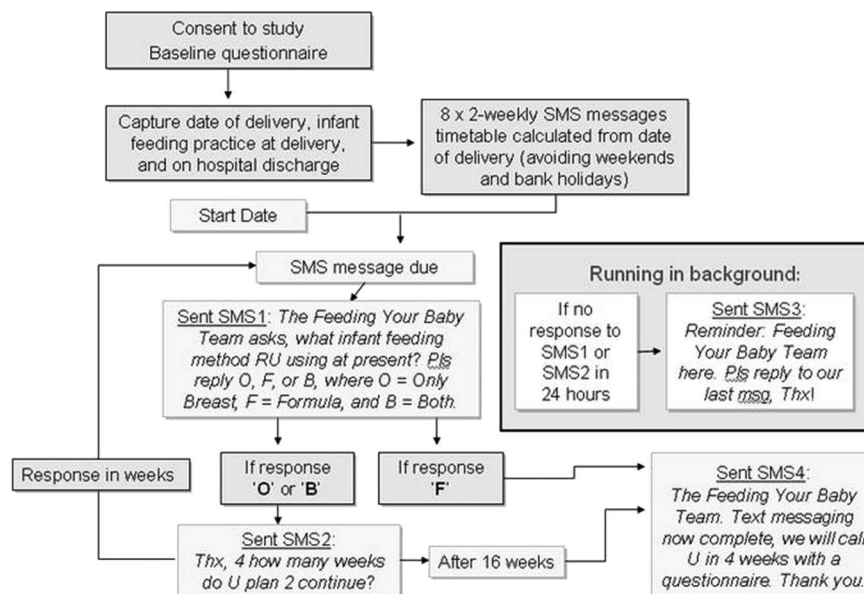 Consent to study
Baseline questionnaire
Capture date of delivery, infant
feeding practice at delivery,
and on hospital discharge
8 x 2-weekly SMS messages
timetable calculated from date
of delivery (avoiding weekends
and bank holidays)
Start Date
SMS message due
Sent SMS1: The Feeding Your Baby
Team asks, what infant feeding
method RU using at present? Pls
reply O, F, or B, where O = Only
Breast, F = Formula, and B = Both.
Running in background:
If no
response to
SMS1 or
SMS2 in
24 hours
Sent SMS3:
Reminder: Feeding
Your Baby Team
here. Pls reply to our
last msg, Thx!
Response in weeks
If response
'O' or 'B'
If response
'F'
Sent SMS2:
Thx, 4 how many weeks
do U plan 2 continue?
After 16 weeks
Sent SMS4:
The Feeding Your Baby
Team. Text messaging
now complete, we will call
U in 4 weeks with a
questionnaire. Thank you.